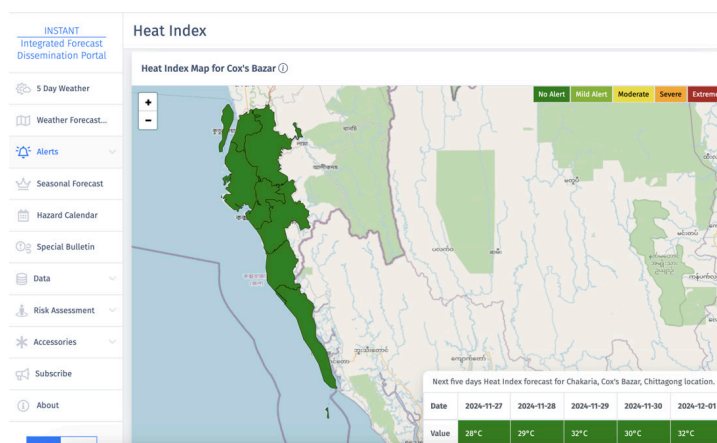 INSTANT
Integrated Forecast
Dissemination Portal
Heat Index
Heat Index Map for Cox's Bazar
5 Day Weather
Weather Forecast...
Alerts
Seasonal Forecast
Hazard Calendar
Special Bulletin
Data
Risk Assessment
Accessories
Subscribe
About
+
-
No Alert Mild Alert Moderate Severe Extreme
Next five days Heat Index forecast for Chakaria, Cox's Bazar, Chittagong location.
Date 2024-11-27 2024-11-28 2024-11-29 2024-11-30 2024-12-01
Value 28°C 29°C 32°C 30°C 32°C